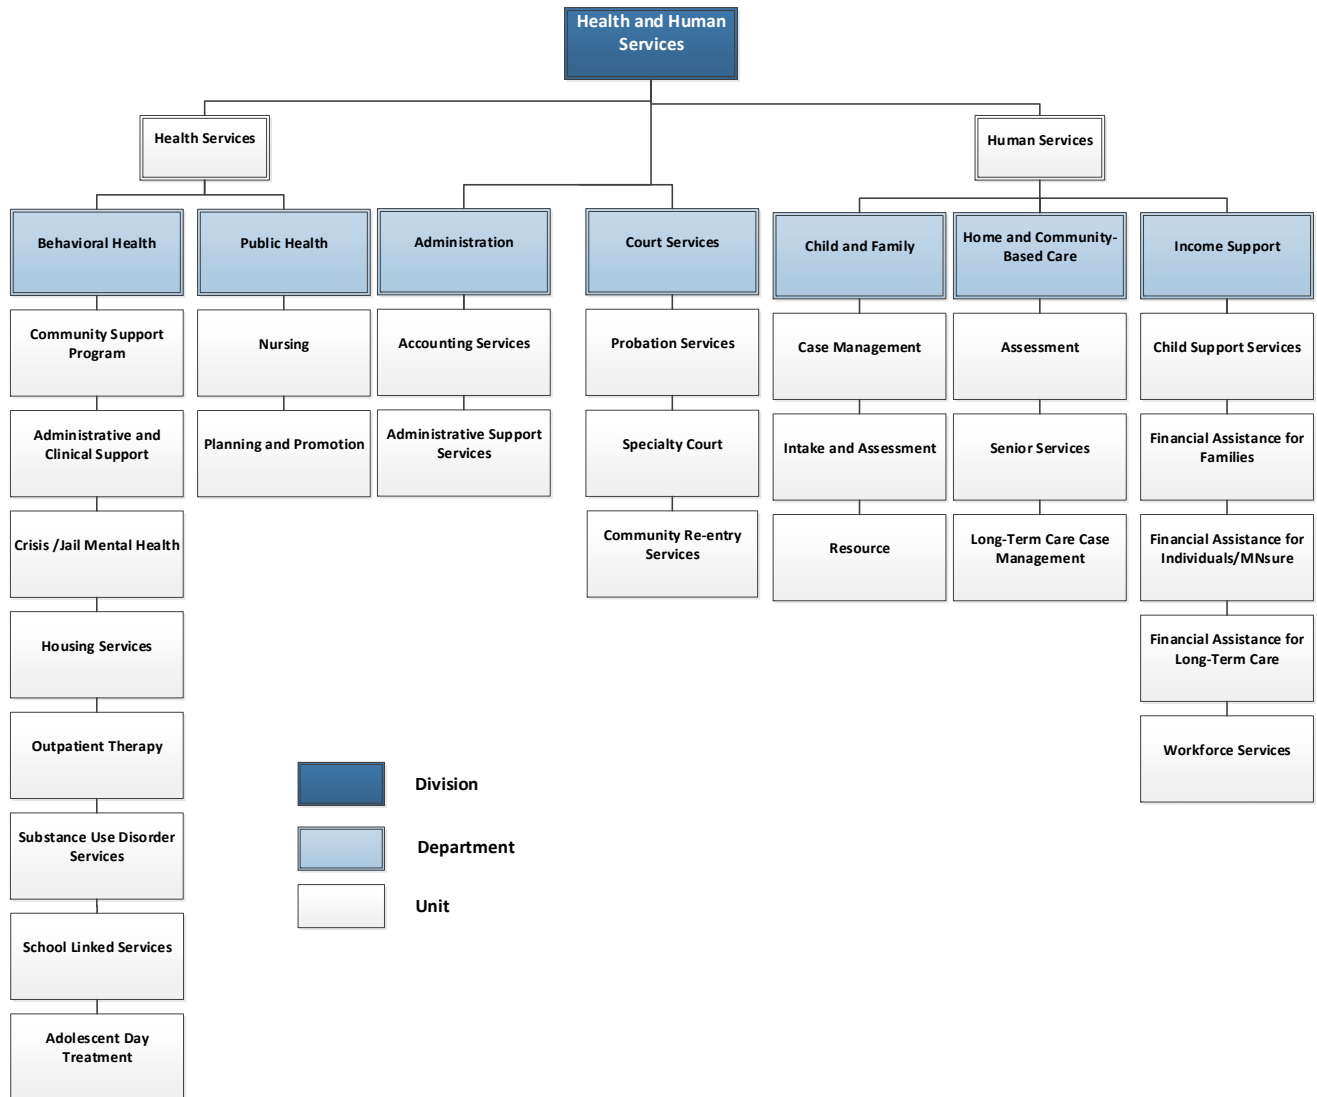 Health and Human
Services
Health Services
Human Services
Behavioral Health
Public Health
Administration
Court Services
Child and Family
Home and Community-
Based Care
Income Support
Community Support
Program
Nursing
Accounting Services
Probation Services
Case Management
Assessment
Child Support Services
Administrative and
Clinical Support
Planning and Promotion
Administrative Support
Services
Specialty Court
Intake and Assessment
Senior Services
Financial Assistance for
Families
Crisis /Jail Mental Health
Community Re-entry
Services
Resource
Long-Term Care Case
Management
Financial Assistance for
Individuals/MNsure
Housing Services
Financial Assistance for
Long-Term Care
Outpatient Therapy
Workforce Services
Substance Use Disorder
Services
School Linked Services
Adolescent Day
Treatment
Division
Department
Unit